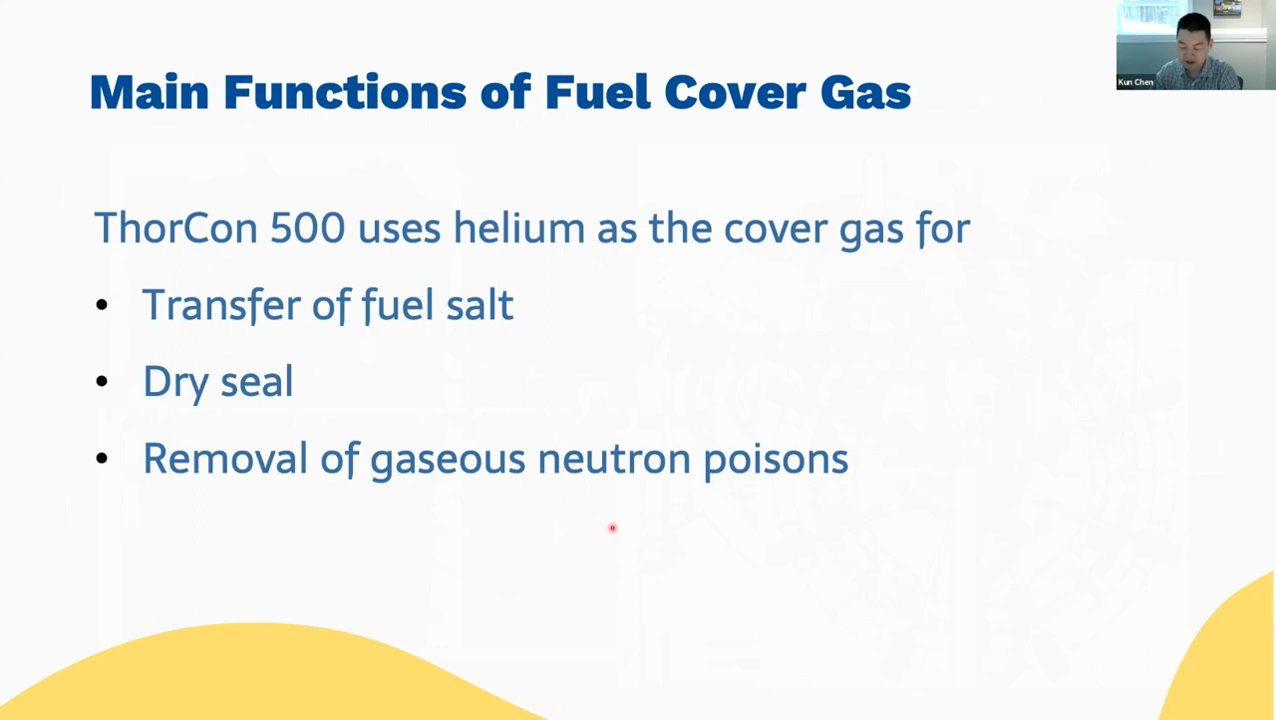 Main Functions of Fuel Cover Gas
Kun Chen
ThorCon 500 uses helium as the cover gas for
• Transfer of fuel salt
• Dry seal
• Removal of gaseous neutron poisons